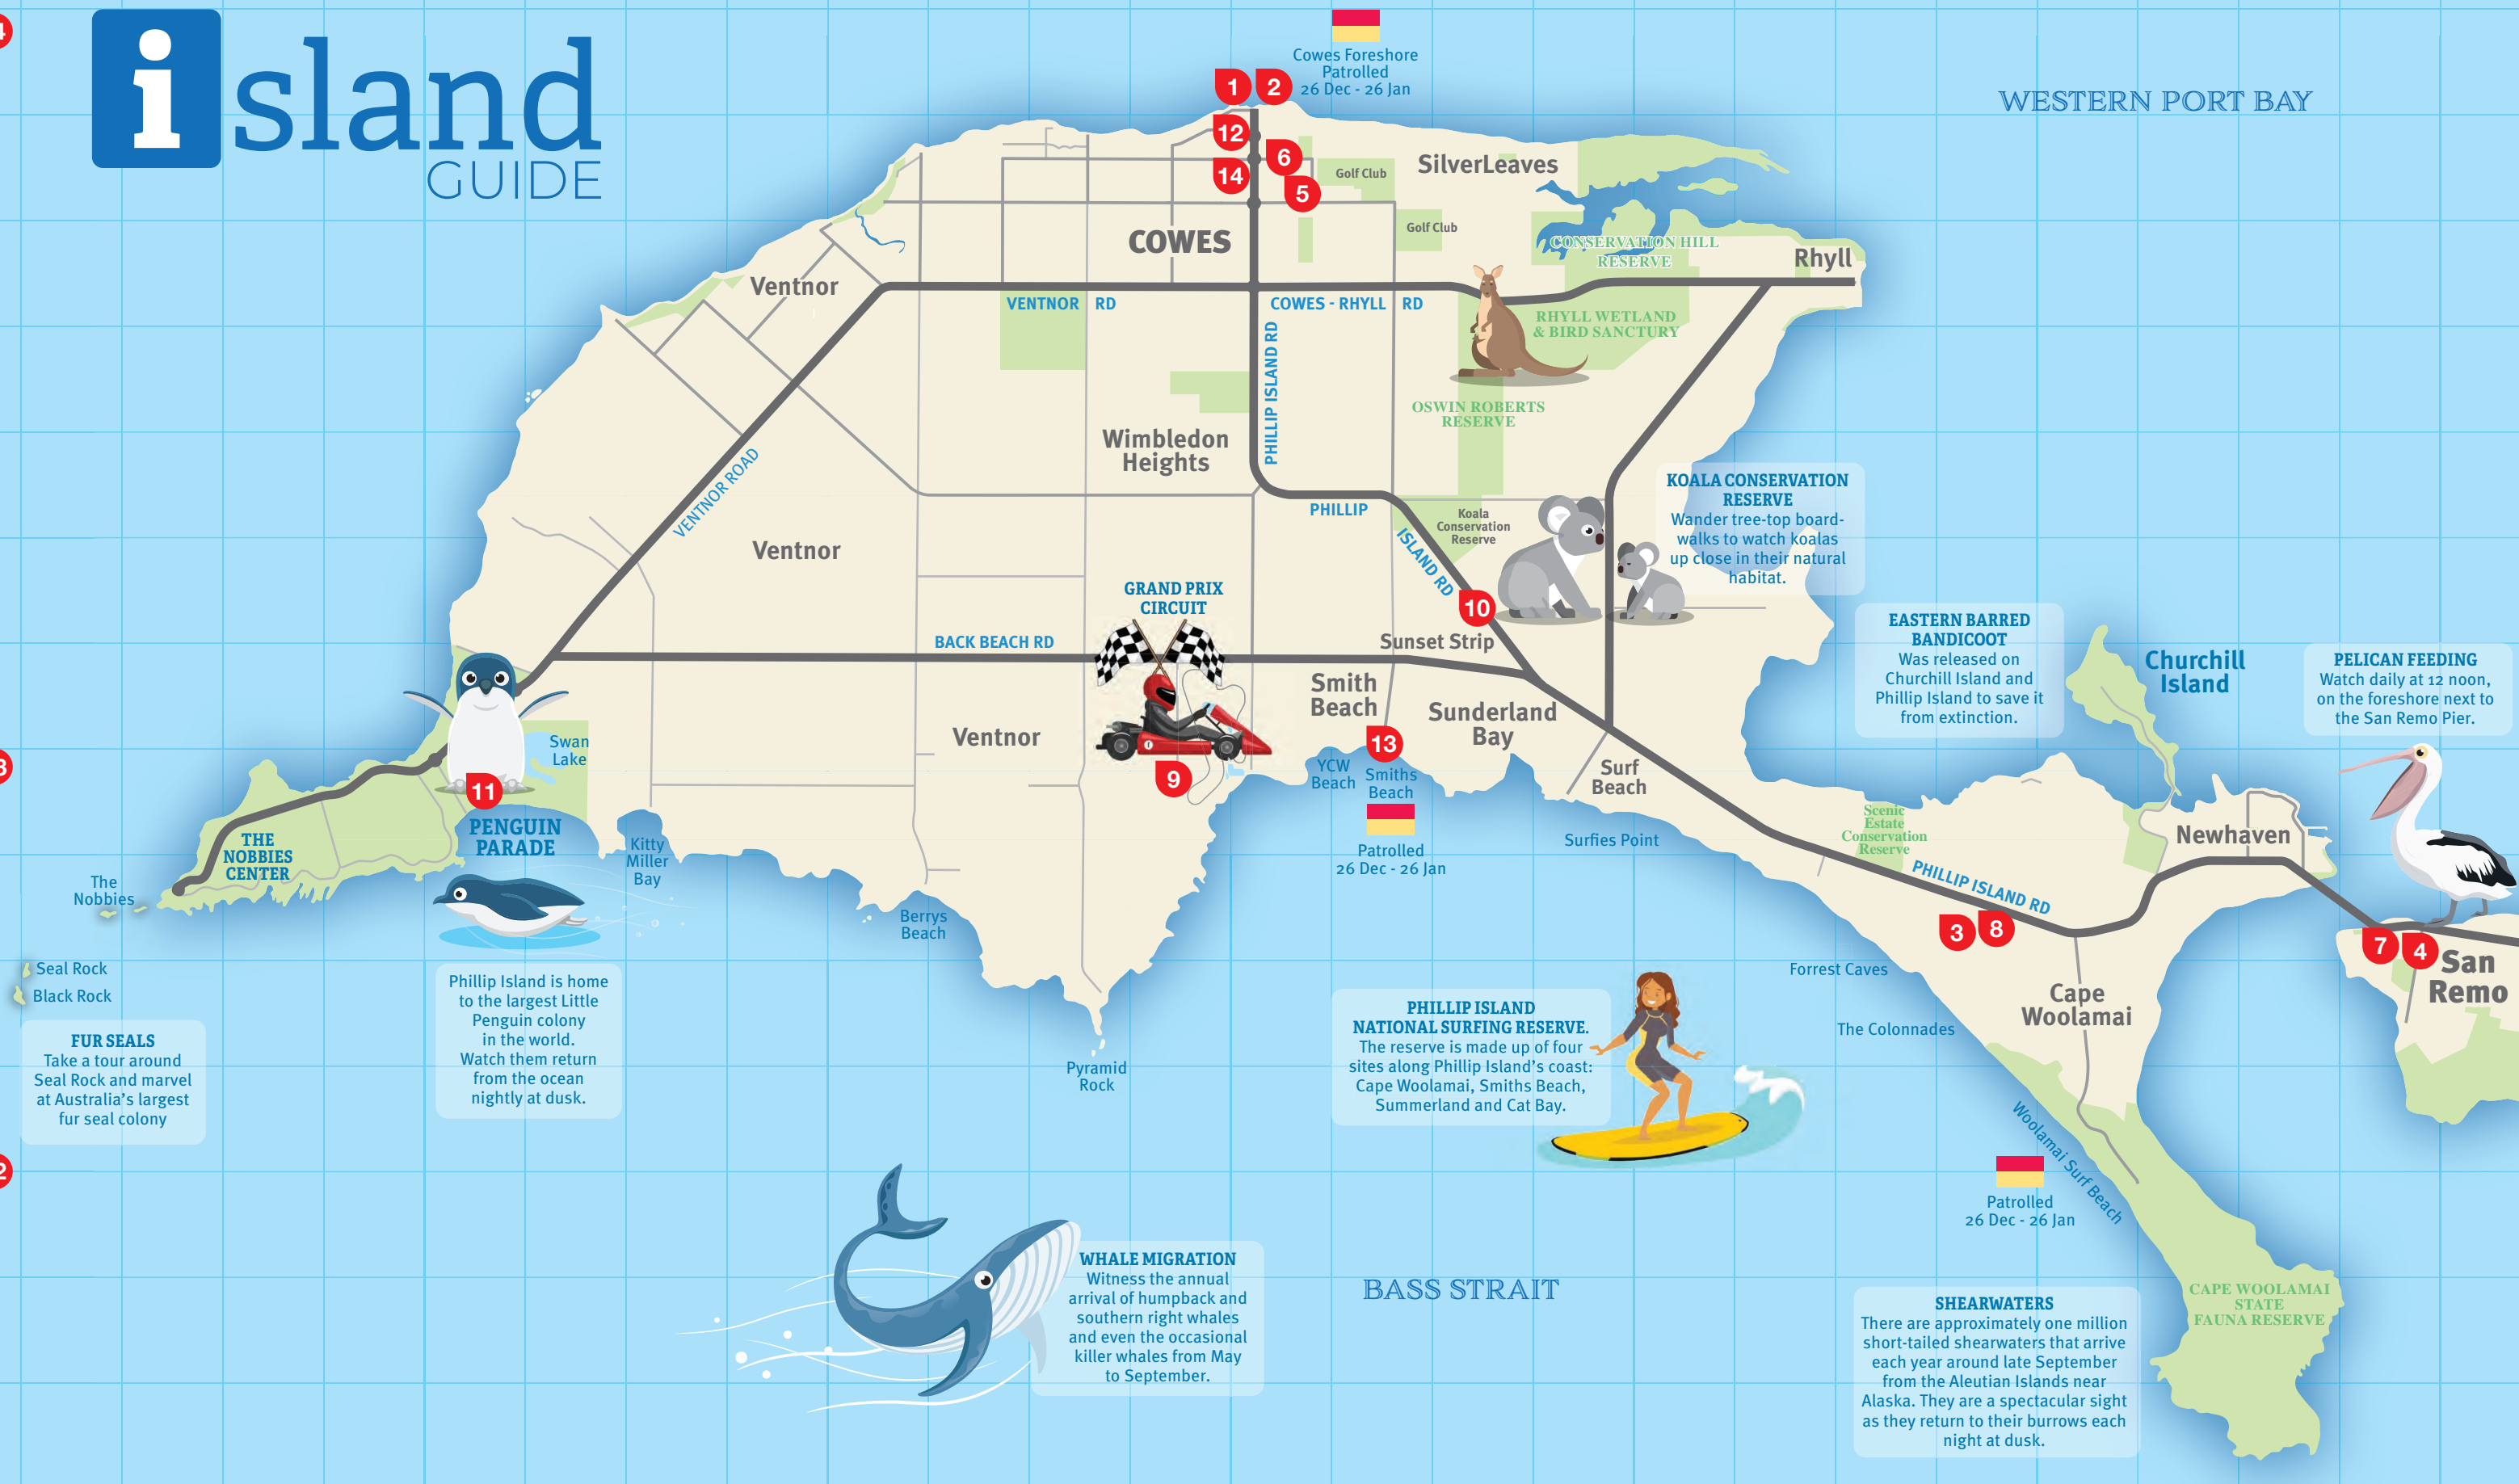 island
GUIDE
Cowes Foreshore
Patrolled
26 Dec - 26 Jan
WESTERN PORT BAY
1
2
12
6
14
5
Golf Club
SilverLeaves
Golf Club
COWES
CONSERVATION HILL
RESERVE
Rhyll
Ventnor
VENTNOR RD
COWES - RHYLL RD
RHYLL WETLAND
& BIRD SANCTURY
PHILLIP ISLAND RD
OSWIN ROBERTS
RESERVE
Wimbledon
Heights
VENTNOR ROAD
PHILLIP
ISLAND RD
Koala
Conservation
Reserve
KOALA CONSERVATION
RESERVE
Wander tree-top board-
walks to watch koalas
up close in their natural
habitat.
Ventnor
GRAND PRIX
CIRCUIT
10
BACK BEACH RD
Sunset Strip
EASTERN BARRED
BANDICOOT
Was released on
Churchill Island and
Phillip Island to save it
from extinction.
Churchill
Island
PELICAN FEEDING
Watch daily at 12 noon,
on the foreshore next to
the San Remo Pier.
Smith
Beach
Sunderland
Bay
Ventnor
Swan
Lake
13
YCW
Beach
Smiths
Beach
Surf
Beach
9
11
3
4
2
PENGUIN
PARADE
THE
NOBBIES
CENTER
Kitty
Miller
Bay
Patrolled
26 Dec - 26 Jan
Surfies Point
Scenic
Estate
Conservation
Reserve
Newhaven
PHILLIP ISLAND RD
The
Nobbies
Berrys
Beach
3
8
7
4
San
Remo
Seal Rock
Black Rock
Forrest Caves
Cape
Woolamai
The Colonnades
FUR SEALS
Take a tour around
Seal Rock and marvel
at Australia's largest
fur seal colony
Phillip Island is home
to the largest Little
Penguin colony
in the world.
Watch them return
from the ocean
nightly at dusk.
Pyramid
Rock
PHILLIP ISLAND
NATIONAL SURFING RESERVE.
The reserve is made up of four
sites along Phillip Island's coast:
Cape Woolamai, Smiths Beach,
Summerland and Cat Bay.
Woolamai Surf Beach
Patrolled
26 Dec - 26 Jan
WHALE MIGRATION
Witness the annual
arrival of humpback and
southern right whales
and even the occasional
killer whales from May
to September.
BASS STRAIT
CAPE WOOLAMAI
STATE
FAUNA RESERVE
SHEARWATERS
There are approximately one million
short-tailed shearwaters that arrive
each year around late September
from the Aleutian Islands near
Alaska. They are a spectacular sight
as they return to their burrows each
night at dusk.